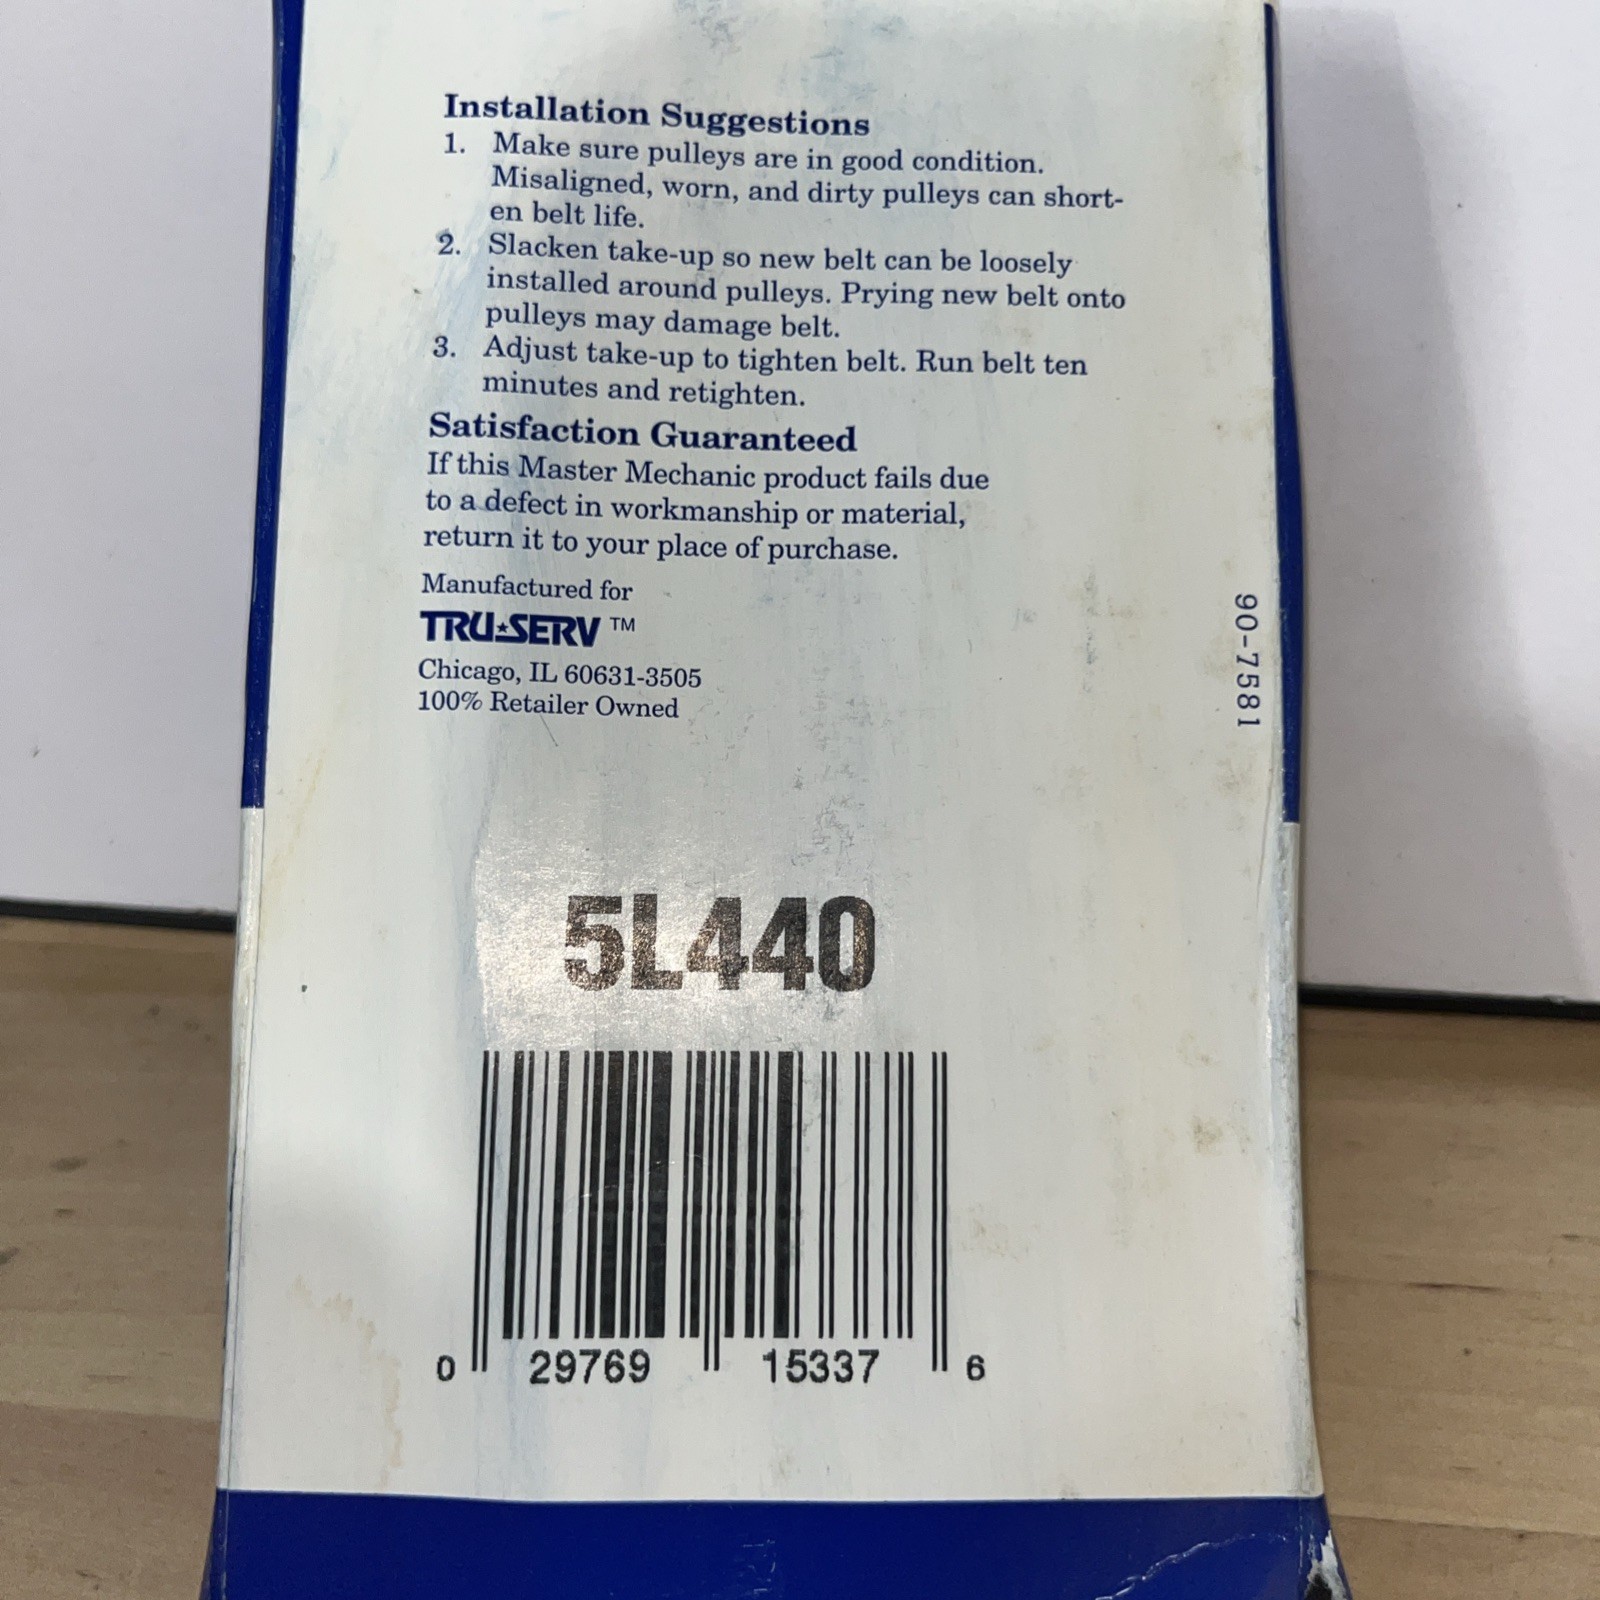 Installation Suggestions
1. Make sure pulleys are in good condition.
Misaligned, worn, and dirty pulleys can short-
en belt life.
2. Slacken take-up so new belt can be loosely
installed around pulleys. Prying new belt onto
pulleys may damage belt.
3. Adjust take-up to tighten belt. Run belt ten
minutes and retighten.
Satisfaction Guaranteed
If this Master Mechanic product fails due
to a defect in workmanship or material,
return it to your place of purchase.
Manufactured for
TRU★SERV™
Chicago, IL 60631-3505
100% Retailer Owned
90-7581
5L440
0 29769 15337 6